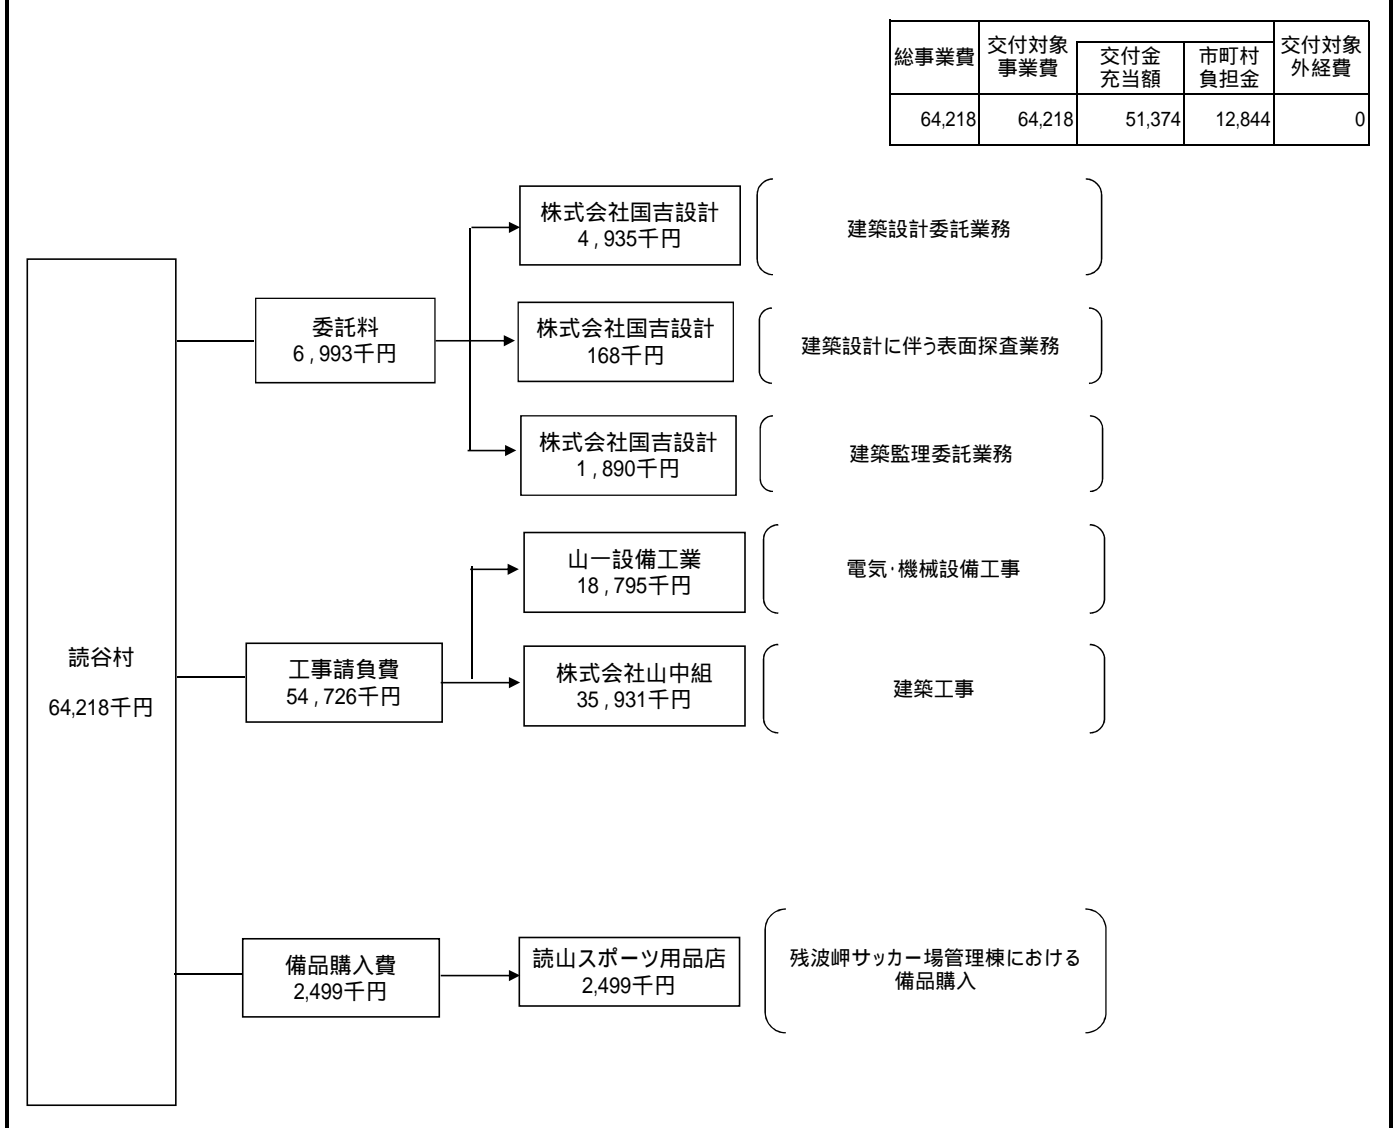 総事業費
交付対象
事業費
交付金
充当額
市町村
負担金
交付対象
外経費
64,218
64,218
51,374
12,844
0
株式会社国吉設計
4,935千円
建築設計委託業務
委託料
6,993千円
株式会社国吉設計
168千円
建築設計に伴う表面探査業務
株式会社国吉設計
1,890千円
建築監理委託業務
山一設備工業
18,795千円
電気・機械設備工事
読谷村
64,218千円
工事請負費
54,726千円
株式会社山中組
35,931千円
建築工事
備品購入費
2,499千円
読山スポーツ用品店
2,499千円
残波岬サッカー場管理棟における
備品購入